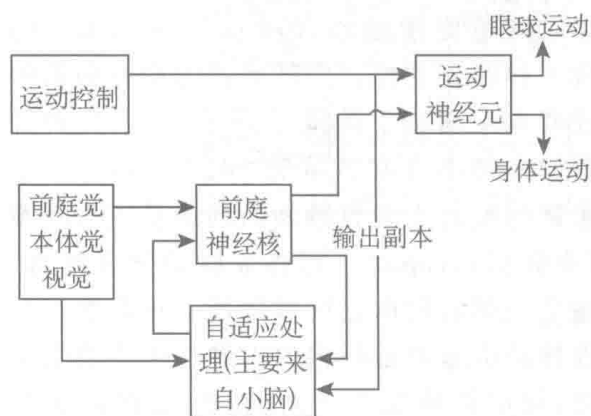 眼球运动
运动控制
运动
神经元
身体运动
前庭觉
本体觉
视觉
前庭
神经核
输出副本
自适应处
理(主要来
自小脑)